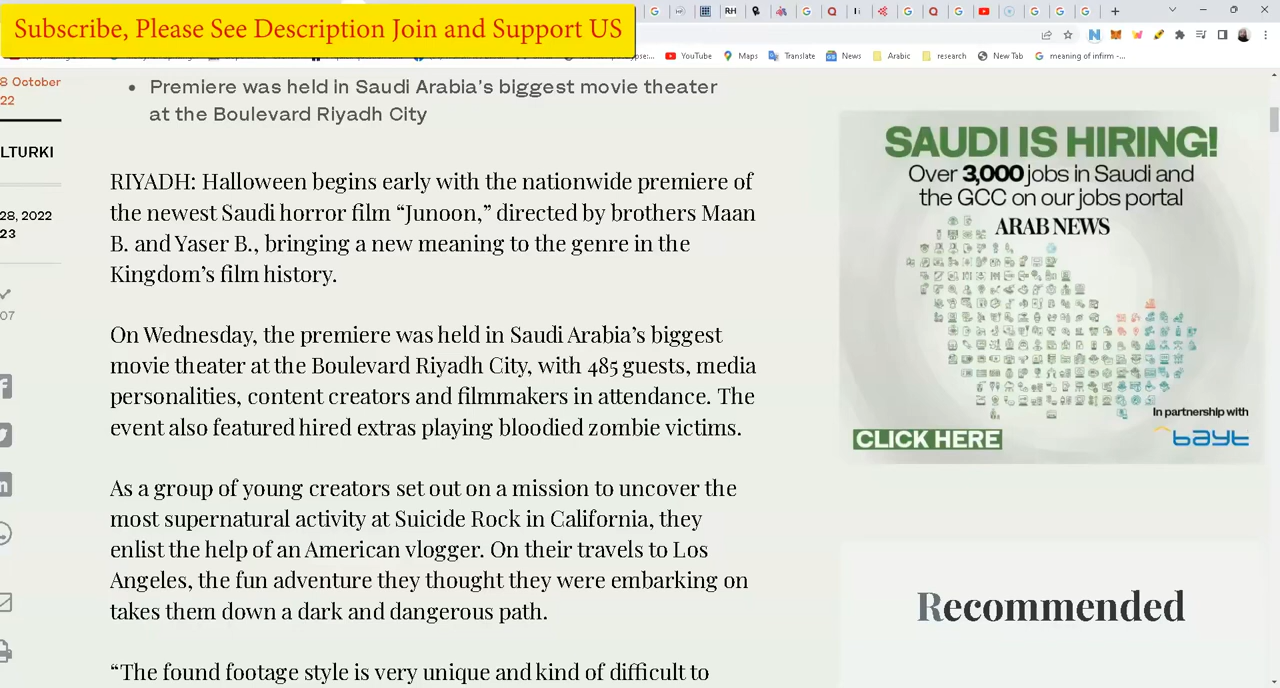 Subscribe, Please See Description Join and Support US
RH
YouTube
Maps
Translate
News
Arabic
research
New Tab
meaning of infirm -...
8 October
22
LTURKI
28, 2022
23
07
• Premiere was held in Saudi Arabia's biggest movie theater
at the Boulevard Riyadh City
RIYADH: Halloween begins early with the nationwide premiere of
the newest Saudi horror film “Junoon,” directed by brothers Maan
B. and Yaser B., bringing a new meaning to the genre in the
Kingdom's film history.
On Wednesday, the premiere was held in Saudi Arabia's biggest
movie theater at the Boulevard Riyadh City, with 485 guests, media
personalities, content creators and filmmakers in attendance. The
event also featured hired extras playing bloodied zombie victims.
As a group of young creators set out on a mission to uncover the
most supernatural activity at Suicide Rock in California, they
enlist the help of an American vlogger. On their travels to Los
Angeles, the fun adventure they thought they were embarking on
takes them down a dark and dangerous path.
“The found footage style is very unique and kind of difficult to
SAUDI IS HIRING!
Over 3,000 jobs in Saudi and
the GCC on our jobs portal
ARAB NEWS
In partnership with
bayt
CLICK HERE
Recommended